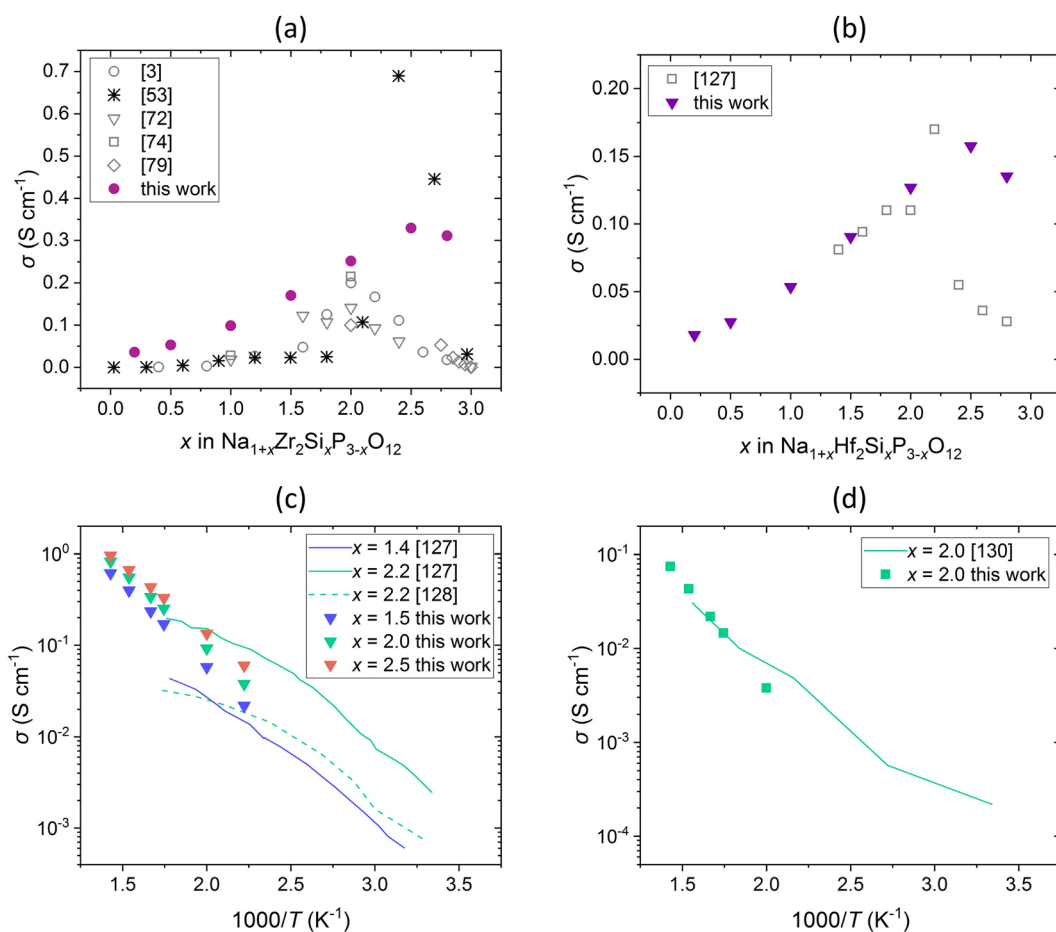 (a)
σ (S cm⁻¹)
0.7
0.6
0.5
0.4
0.3
0.2
0.1
0.0
[3]
[53]
[72]
[74]
[79]
this work
0.0 0.5 1.0 1.5 2.0 2.5 3.0
x in Na₁₊ₓZr₂SiₓP₃₋ₓO₁₂
(b)
σ (S cm⁻¹)
0.20
0.15
0.10
0.05
0.00
[127]
this work
0.0 0.5 1.0 1.5 2.0 2.5 3.0
x in Na₁₊ₓHf₂SiₓP₃₋ₓO₁₂
(c)
σ (S cm⁻¹)
10⁰
10⁻¹
10⁻²
10⁻³
x = 1.4 [127]
x = 2.2 [127]
x = 2.2 [128]
x = 1.5 this work
x = 2.0 this work
x = 2.5 this work
1.5 2.0 2.5 3.0 3.5
1000/T (K⁻¹)
(d)
σ (S cm⁻¹)
10⁻¹
10⁻²
10⁻³
10⁻⁴
x = 2.0 [130]
x = 2.0 this work
1.5 2.0 2.5 3.0 3.5
1000/T (K⁻¹)